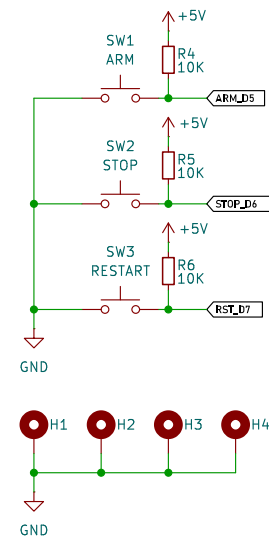 +5V
SW1
ARM
R4
10K
ARM_D5
+5V
SW2
STOP
R5
10K
STOP_D6
+5V
SW3
RESTART
R6
10K
RST_D7
GND
H1
H2
H3
H4
GND